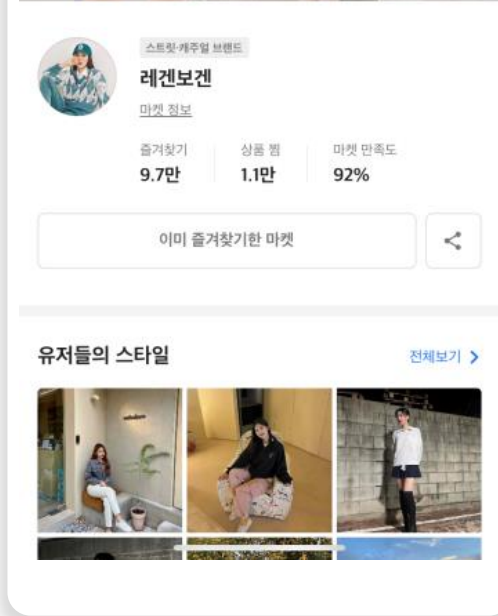 스트릿·캐주얼 브랜드
레겐보겐
마켓 정보
즐겨찾기 상품 찜 마켓 만족도
9.7만 1.1만 92%
이미 즐겨찾기한 마켓
유저들의 스타일 전체보기